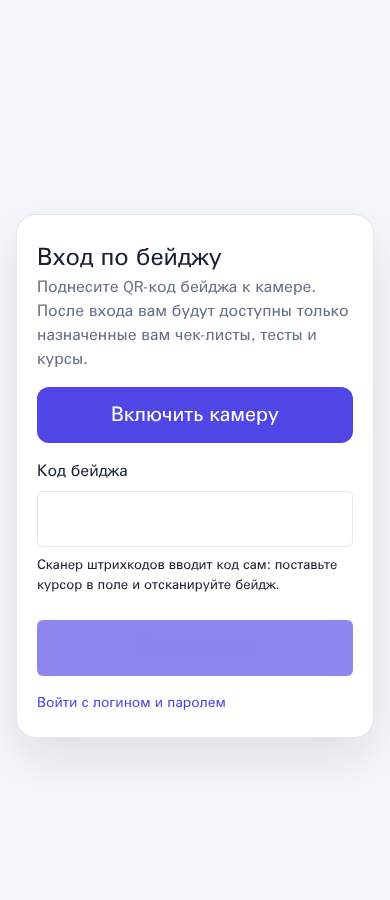 Вход по бейджу
Поднесите QR-код бейджа к камере.
После входа вам будут доступны только
назначенные вам чек-листы, тесты и
курсы.
Включить камеру
Код бейджа
Сканер штрихкодов вводит код сам: поставьте
курсор в поле и отсканируйте бейдж.
Войти с логином и паролем